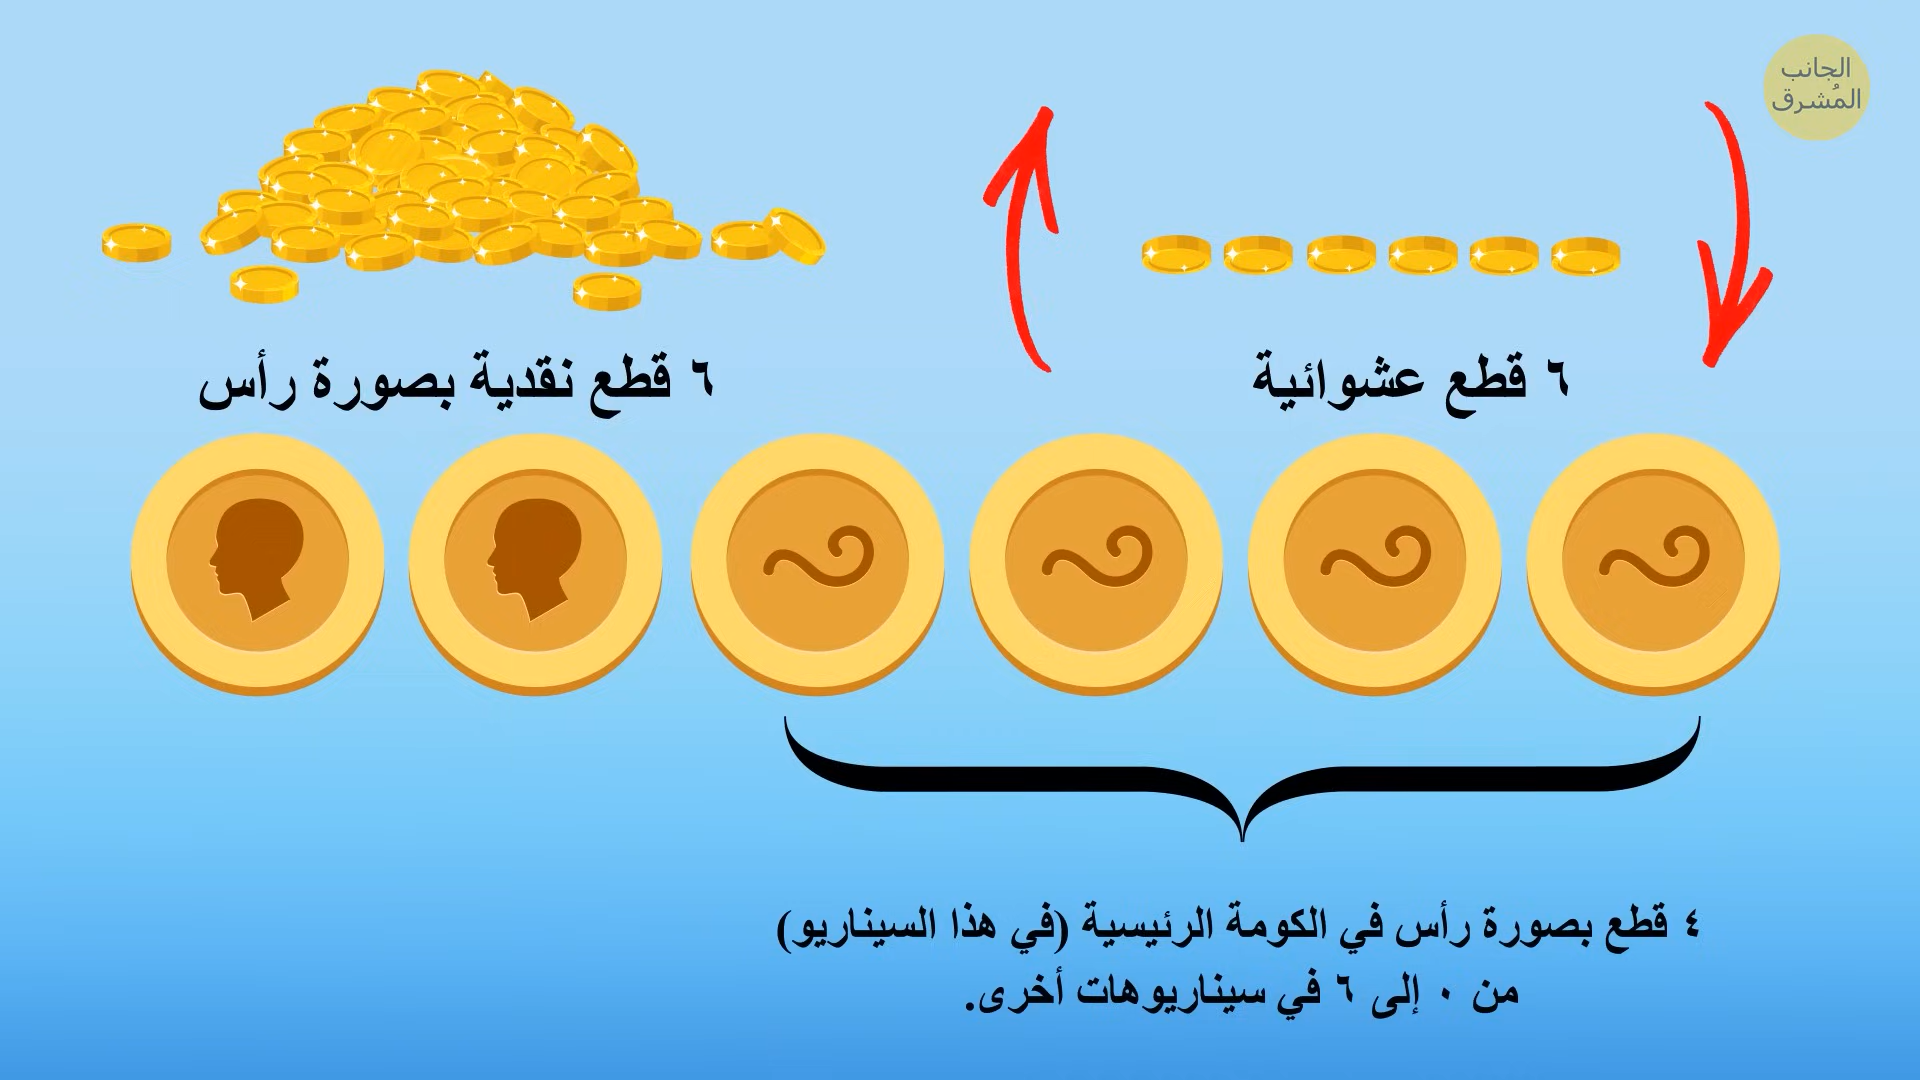 الجانب
المُشرق
٦ قطع عشوائية
٦ قطع نقدية بصورة رأس
٤ قطع بصورة رأس في الكومة الرئيسية (في هذا السيناريو)
من ٠ إلى ٦ في سيناريوهات أخرى.